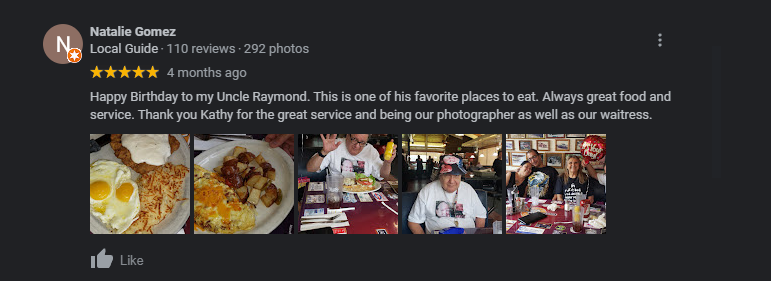 N
Natalie Gomez
Local Guide · 110 reviews · 292 photos
4 months ago
Happy Birthday to my Uncle Raymond. This is one of his favorite places to eat. Always great food and
service. Thank you Kathy for the great service and being our photographer as well as our waitress.
Like